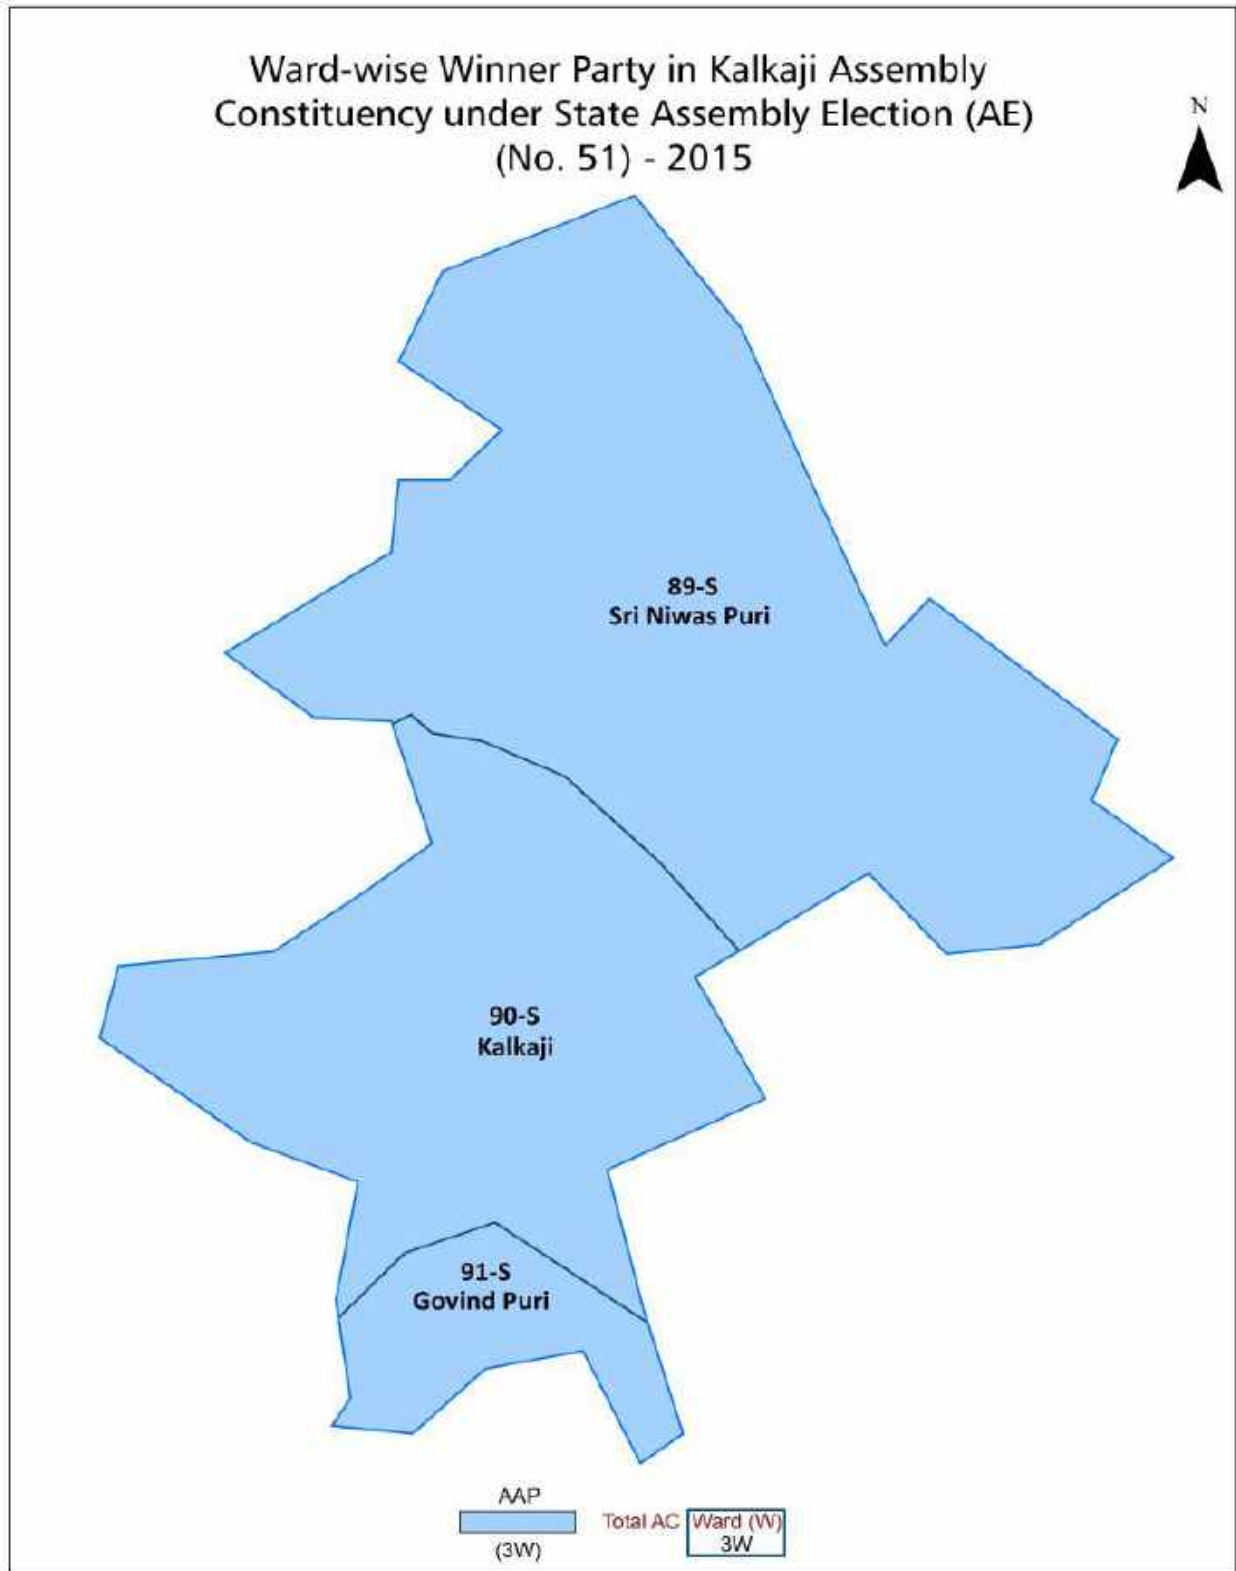 Ward-wise Winner Party in Kalkaji Assembly
Constituency under State Assembly Election (AE)
(No. 51) - 2015
N
89-S
Sri Niwas Puri
90-S
Kalkaji
91-S
Govind Puri
AAP
(3W)
Total AC
Ward (W)
3W